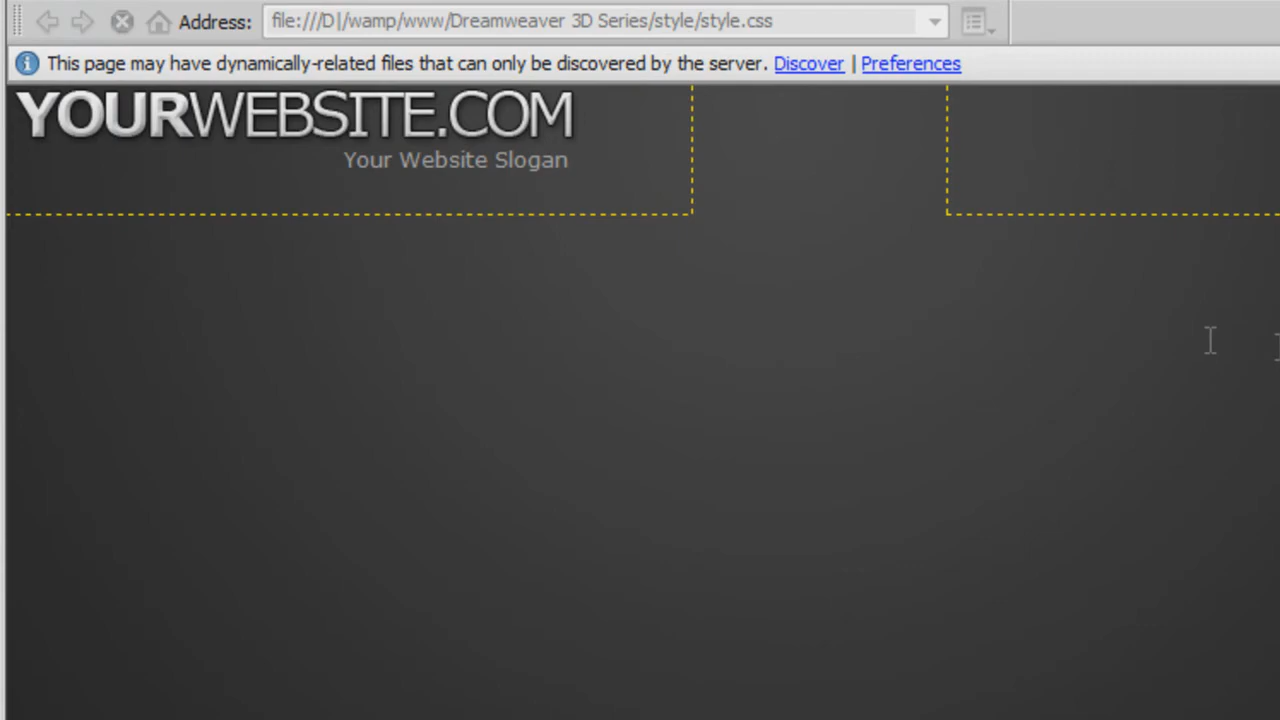 Address: file:///D|/wamp/www/Dreamweaver 3D Series/style/style.css
This page may have dynamically-related files that can only be discovered by the server. Discover | Preferences
YOURWEBSITE.COM
Your Website Slogan